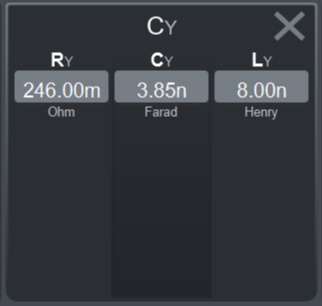 CY
RY CY LY
246.00m 3.85n 8.00n
Ohm Farad Henry